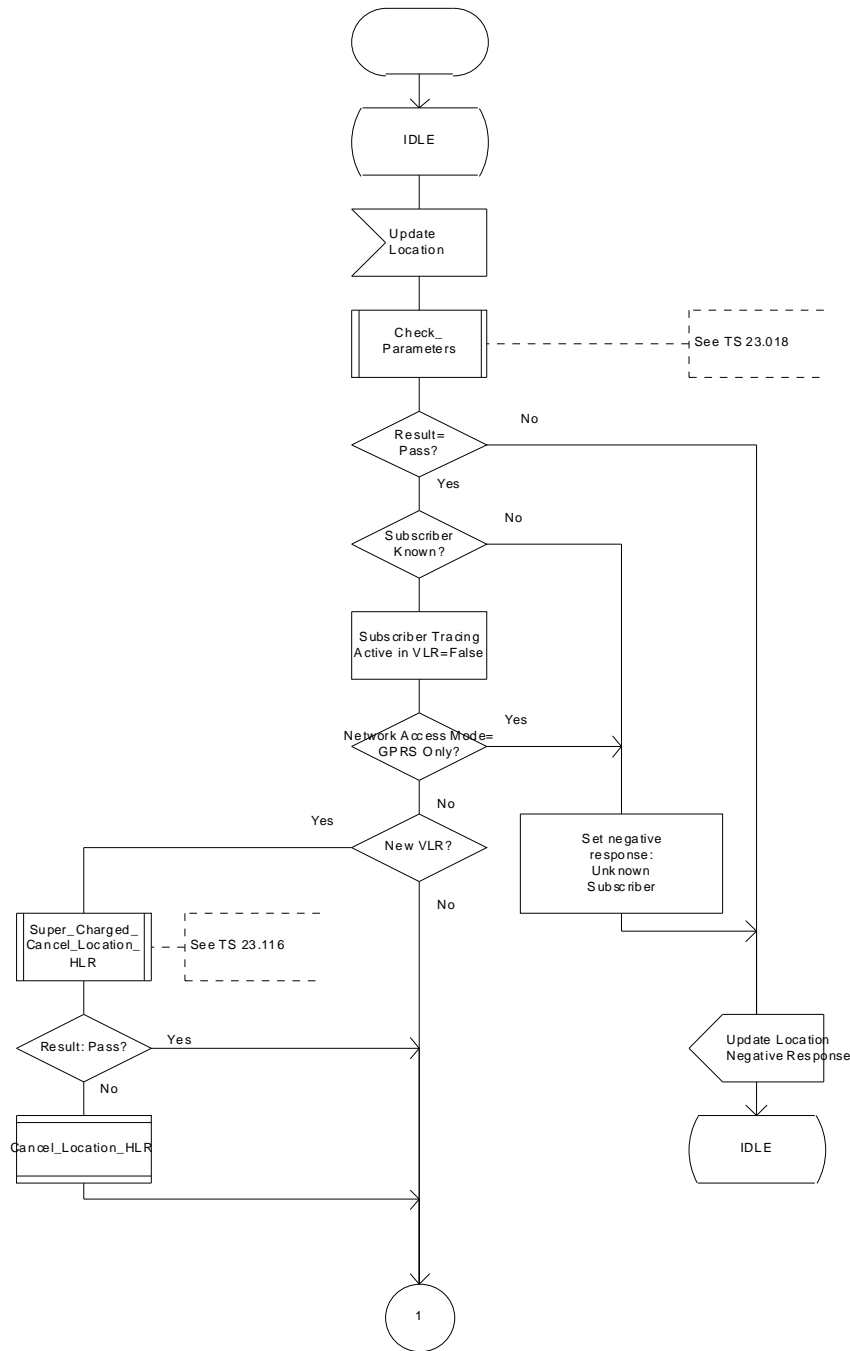 IDLE
Update
Location
Check_
Parameters
See TS 23.018
Result=
Pass?
No
Yes
Subscriber
Known?
No
Subscriber Tracing
Active in VLR=False
Network Access Mode=
GPRS Only?
Yes
No
New VLR?
Yes
No
Set negative
response:
Unknown
Subscriber
Super_Charged_
Cancel_Location_
HLR
See TS 23.116
Result: Pass?
Yes
No
Update Location
Negative Response
Cancel_Location_HLR
IDLE
1